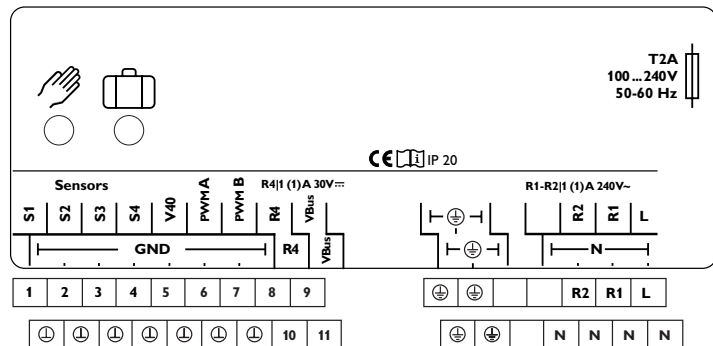 T2A
100 ... 240V
50-60 Hz
CE i IP 20
Sensors R4|1 (1) A 30V⎓ R1-R2|1 (1) A 240V~
S1 S2 S3 S4 V40 PWM A PWM B R4 VBus R2 R1 L
GND R4 VBus N
1 2 3 4 5 6 7 8 9 R2 R1 L
10 11 N N N N